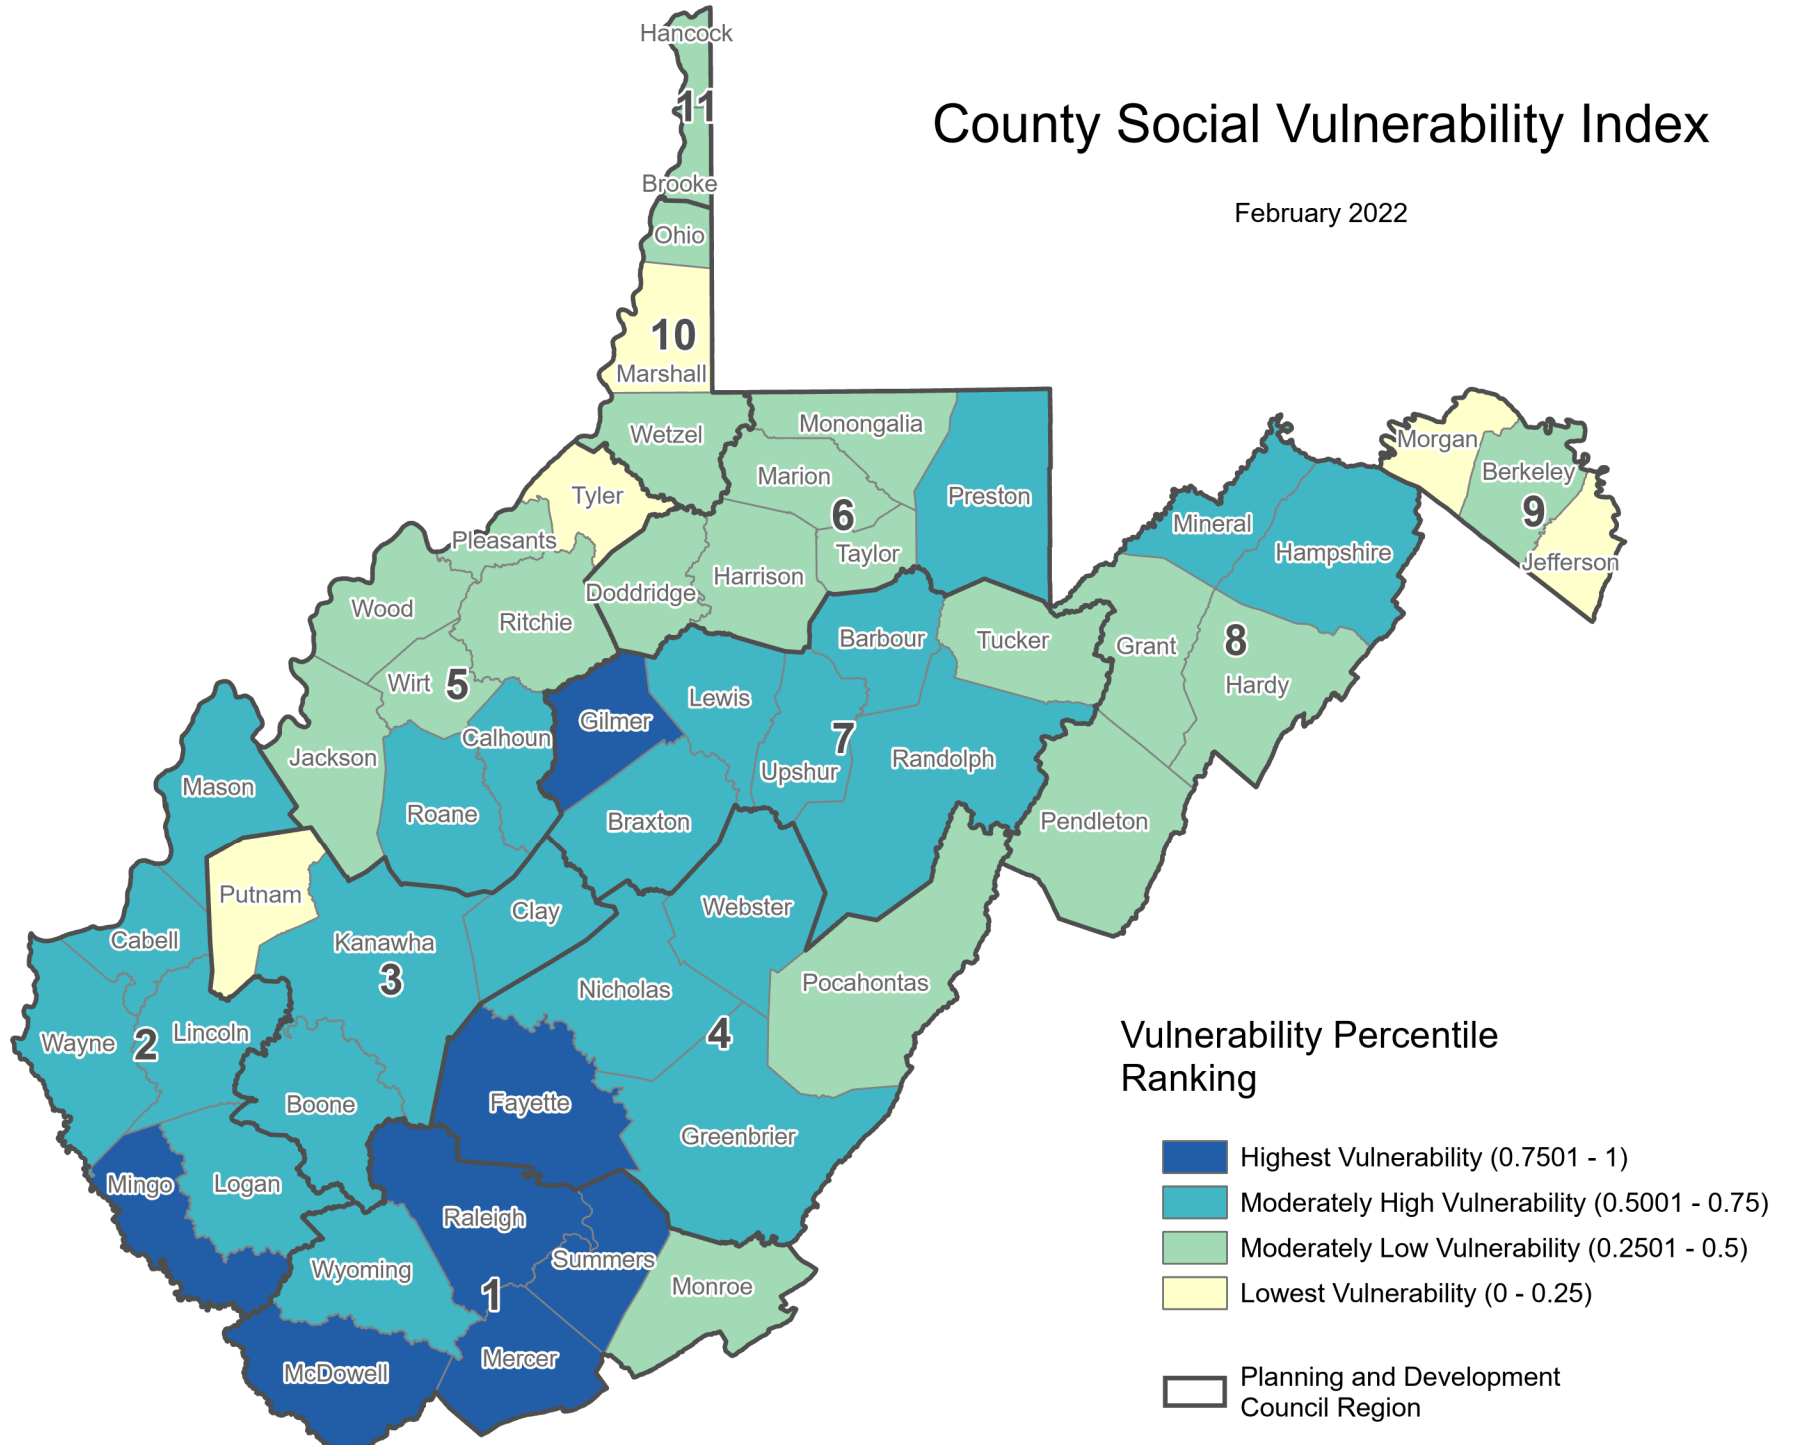 Hancock
County Social Vulnerability Index
11
Brooke
February 2022
Ohio
10
Marshall
Wetzel
Monongalia
Morgan
Marion
Berkeley
Tyler
Preston
9
6
Mineral
Pleasants
Taylor
Hampshire
Jefferson
Harrison
Doddridge
Wood
Ritchie
Barbour
Tucker
Grant
8
Wirt
5
Hardy
Lewis
Gilmer
Calhoun
7
Jackson
Upshur
Randolph
Mason
Roane
Braxton
Pendleton
Putnam
Clay
Webster
Cabell
Kanawha
3
Nicholas
Pocahontas
Wayne
2
Lincoln
4
Vulnerability Percentile
Ranking
Boone
Fayette
Greenbrier
Highest Vulnerability (0.7501 - 1)
Mingo
Logan
Moderately High Vulnerability (0.5001 - 0.75)
Raleigh
Moderately Low Vulnerability (0.2501 - 0.5)
Summers
Wyoming
Monroe
1
Lowest Vulnerability (0 - 0.25)
Mercer
McDowell
Planning and Development
Council Region